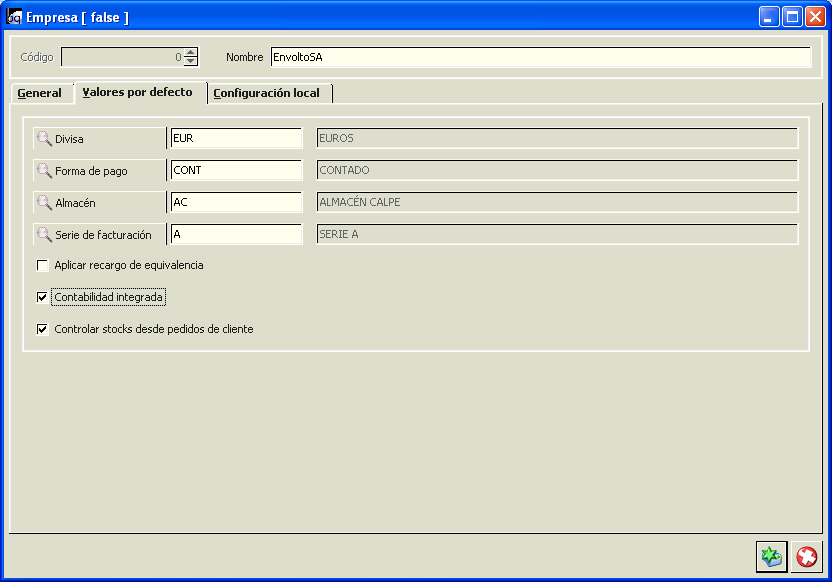 Empresa [ false ]
Código 0 Nombre EnvoltoSA
General Valores por defecto Configuración local
Divisa EUR EUROS
Forma de pago CONT CONTADO
Almacén AC ALMACÉN CALPE
Serie de facturación A SERIE A
Aplicar recargo de equivalencia
Contabilidad integrada
Controlar stocks desde pedidos de cliente